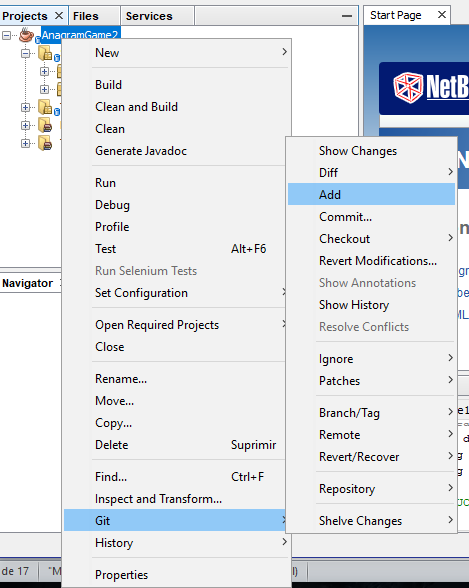 Projects
Files
Services
Start Page
AnagramGame2
New
Build
Clean and Build
Clean
Generate Javadoc
Run
Debug
Profile
Test Alt+F6
Run Selenium Tests
Set Configuration
Open Required Projects
Close
Rename...
Move...
Copy...
Delete Suprimir
Find... Ctrl+F
Inspect and Transform...
Git
History
Properties
Show Changes
Diff
Add
Commit...
Checkout
Revert Modifications...
Show Annotations
Show History
Resolve Conflicts
Ignore
Patches
Branch/Tag
Remote
Revert/Recover
Repository
Shelve Changes
Navigator
NetB
de 17